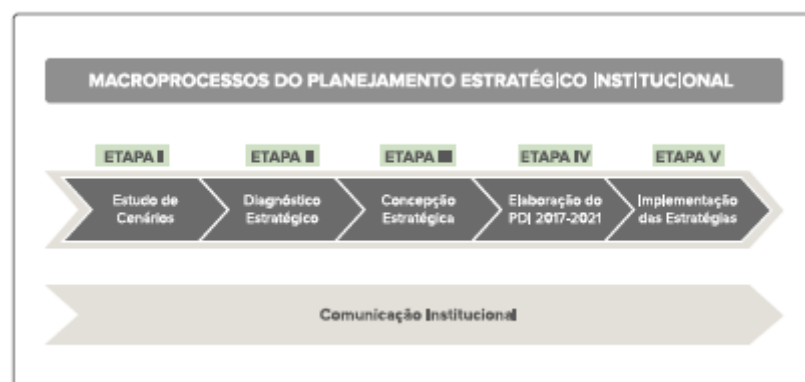 MACROPROCESSOS DO PLANEJAMENTO ESTRATÉGICO INSTITUCIONAL
ETAPA I
ETAPA II
ETAPA III
ETAPA IV
ETAPA V
Estudo de
Cenários
Diagnóstico
Estratégico
Concepção
Estratégica
Elaboração do
PDI 2017-2021
Implementação
das Estratégias
Comunicação Institucional